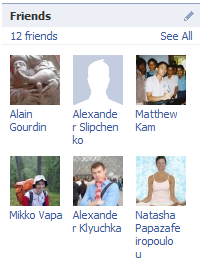 Friends
12 friends See All
Alain Alexande Matthew
Gourdin r Slipchen Kam
ko
Mikko Vapa Alexande Natasha
r Klyuchka Papazafe
iropoulo
u